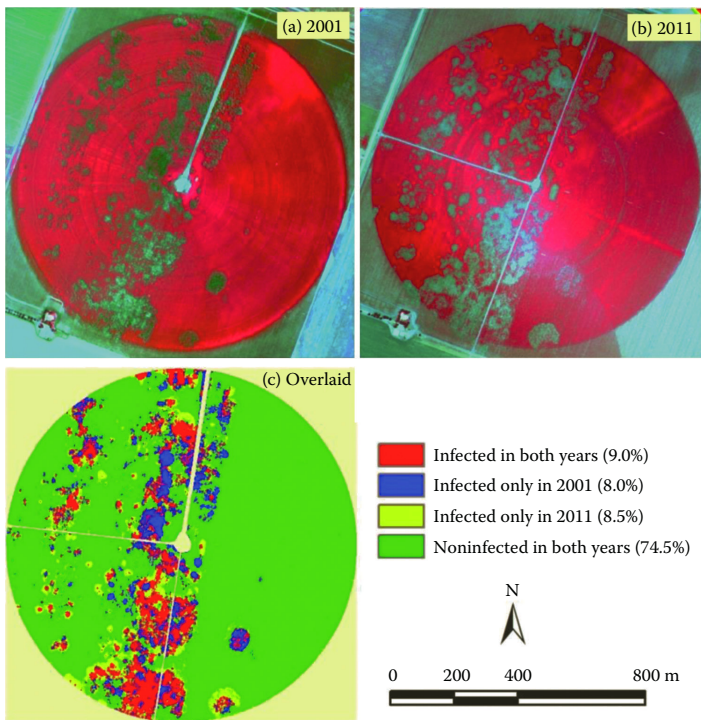 (a) 2001
(b) 2011
(c) Overlaid
Infected in both years (9.0%)
Infected only in 2001 (8.0%)
Infected only in 2011 (8.5%)
Noninfected in both years (74.5%)
N
0 200 400 800 m